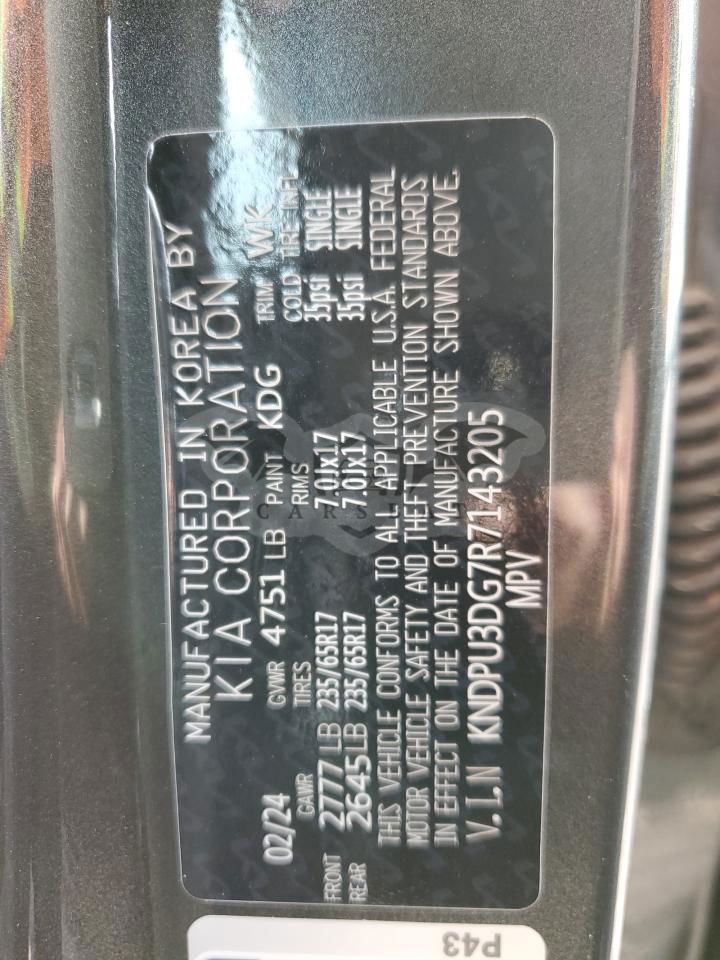 MANUFACTURED IN KOREA BY
KIA CORPORATION
02/24 GVWR 4751 LB PAINT KDG TRIM WK
GAWR TIRES RIMS COLD TIRE INFL
FRONT 2777 LB 235/65R17 7.0JX17 35psi SINGLE
REAR 2645 LB 235/65R17 7.0JX17 35psi SINGLE
THIS VEHICLE CONFORMS TO ALL APPLICABLE U.S.A. FEDERAL
MOTOR VEHICLE SAFETY AND THEFT PREVENTION STANDARDS
IN EFFECT ON THE DATE OF MANUFACTURE SHOWN ABOVE.
V.I.N KNDPU3DG7R7143205
MPV
P43